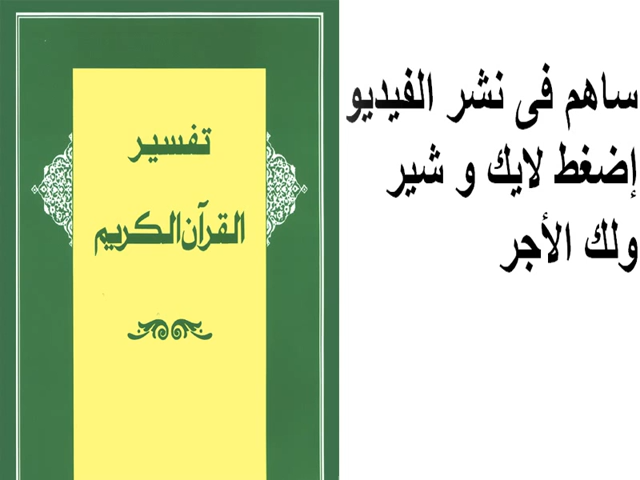 تفسير
القرآن الكريم
ساهم فى نشر الفيديو
إضغط لايك و شير
ولك الأجر